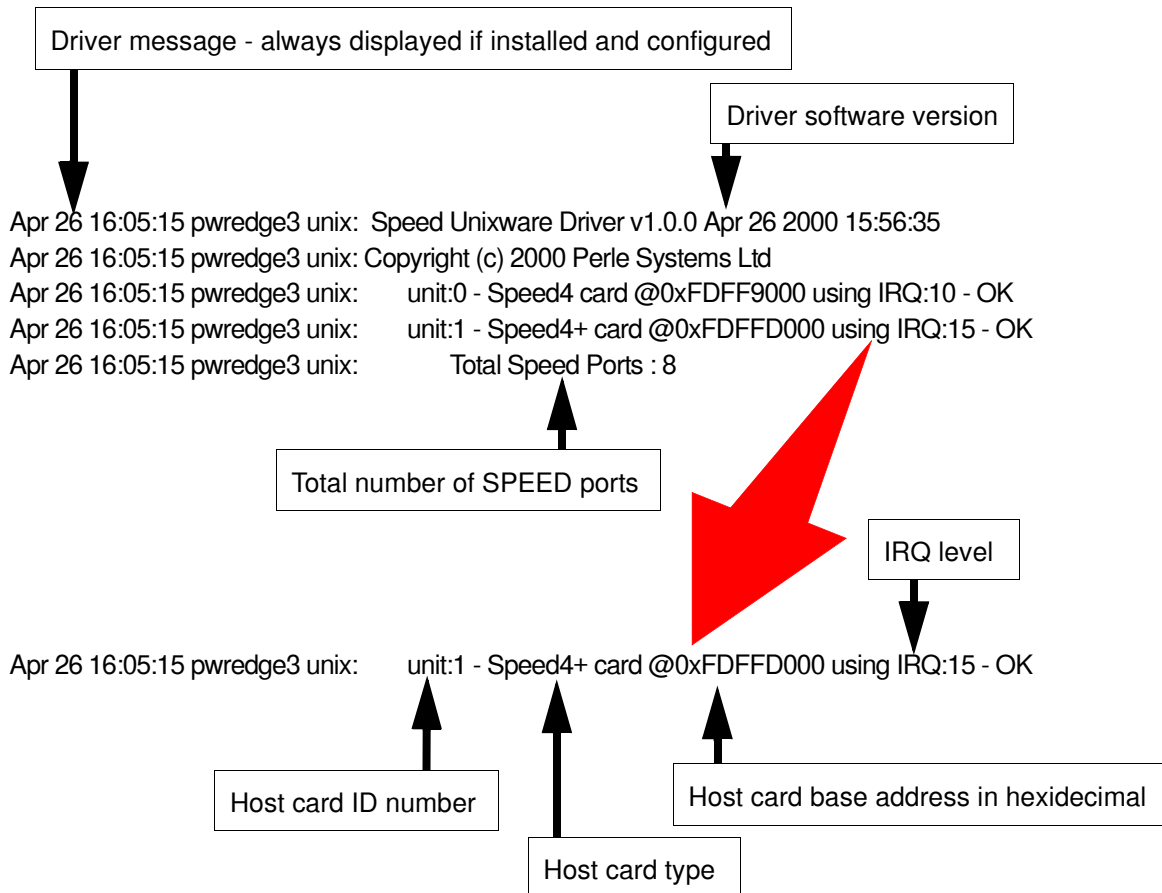 Driver message - always displayed if installed and configured
Driver software version
Apr 26 16:05:15 pwredge3 unix: Speed Unixware Driver v1.0.0 Apr 26 2000 15:56:35
Apr 26 16:05:15 pwredge3 unix: Copyright (c) 2000 Perle Systems Ltd
Apr 26 16:05:15 pwredge3 unix: unit:0 - Speed4 card @0xFDFF9000 using IRQ:10 - OK
Apr 26 16:05:15 pwredge3 unix: unit:1 - Speed4+ card @0xFDFFD000 using IRQ:15 - OK
Apr 26 16:05:15 pwredge3 unix: Total Speed Ports : 8
Total number of SPEED ports
IRQ level
Apr 26 16:05:15 pwredge3 unix: unit:1 - Speed4+ card @0xFDFFD000 using IRQ:15 - OK
Host card ID number
Host card base address in hexidecimal
Host card type